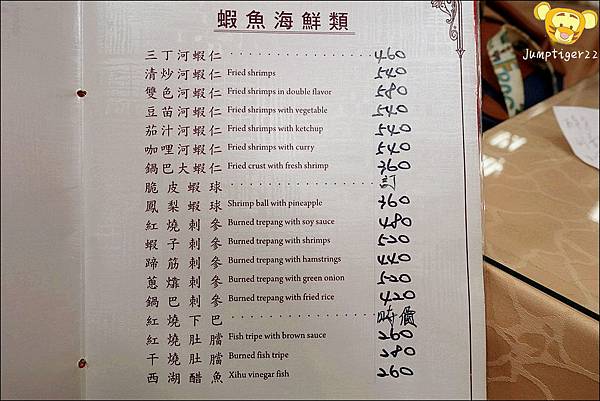 蝦魚海鮮類
三丁河蝦仁 460
清炒河蝦仁 Fried shrimps 540
雙色河蝦仁 Fried shrimps in double flavor 580
豆苗河蝦仁 Fried shrimps with vegetable 540
茄汁河蝦仁 Fried shrimps with ketchup 540
咖哩河蝦仁 Fried shrimps with curry 540
鍋巴大蝦仁 Fried crust with fresh shrimp 360
脆皮蝦球 訂
鳳梨蝦球 Shrimp ball with pineapple 360
紅燒刺參 Burned trepang with soy sauce 480
蝦子刺參 Burned trepang with shrimps 520
蹄筋刺參 Burned trepang with hamstrings 440
蔥㸆刺參 Burned trepang with green onion 520
鍋巴刺參 Burned trepang with fried rice 420
紅燒下巴 時價
紅燒肚膛 Fish tripe with brown sauce 260
干燒肚膛 Burned fish tripe 280
西湖醋魚 Xihu vinegar fish 260
Jumptiger22